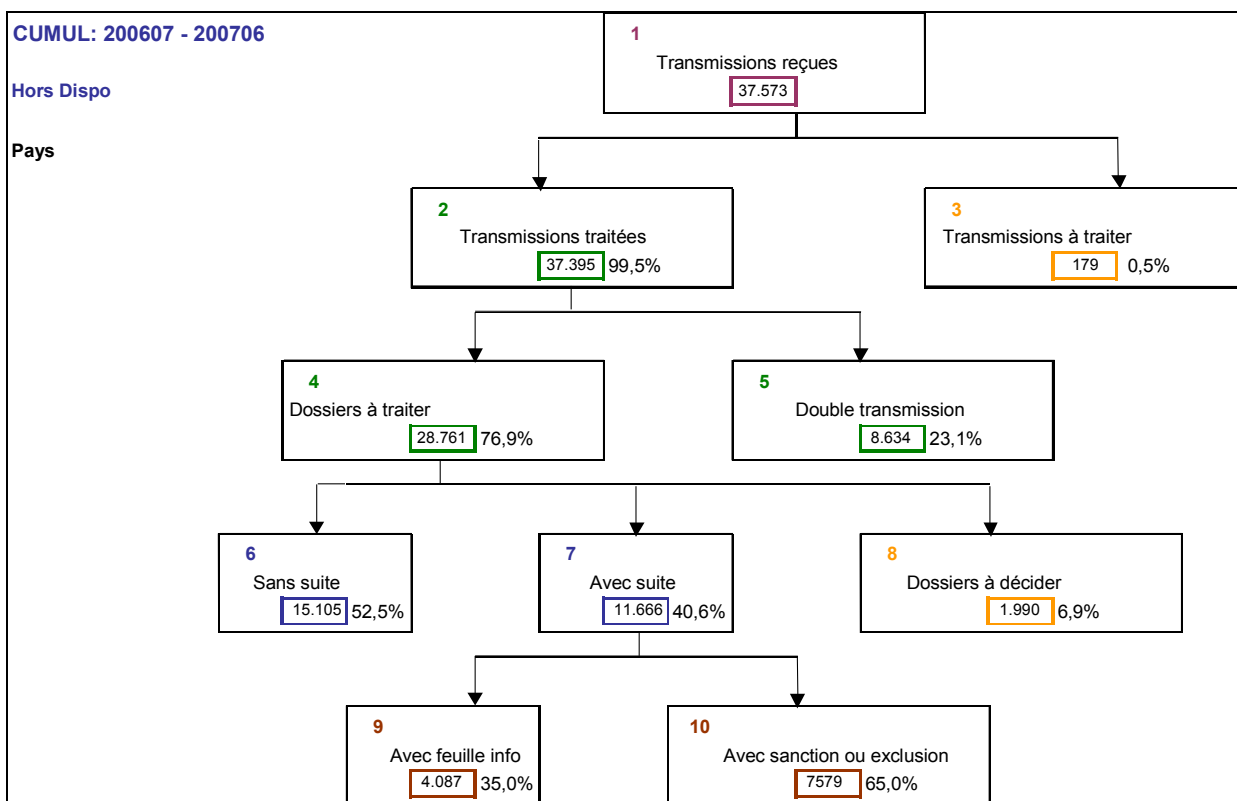 CUMUL: 200607 - 200706
Hors Dispo
Pays
1
Transmissions reçues
37.573
2
Transmissions traitées
37.395 99,5%
3
Transmissions à traiter
179 0,5%
4
Dossiers à traiter
28.761 76,9%
5
Double transmission
8.634 23,1%
6
Sans suite
15.105 52,5%
7
Avec suite
11.666 40,6%
8
Dossiers à décider
1.990 6,9%
9
Avec feuille info
4.087 35,0%
10
Avec sanction ou exclusion
7579 65,0%